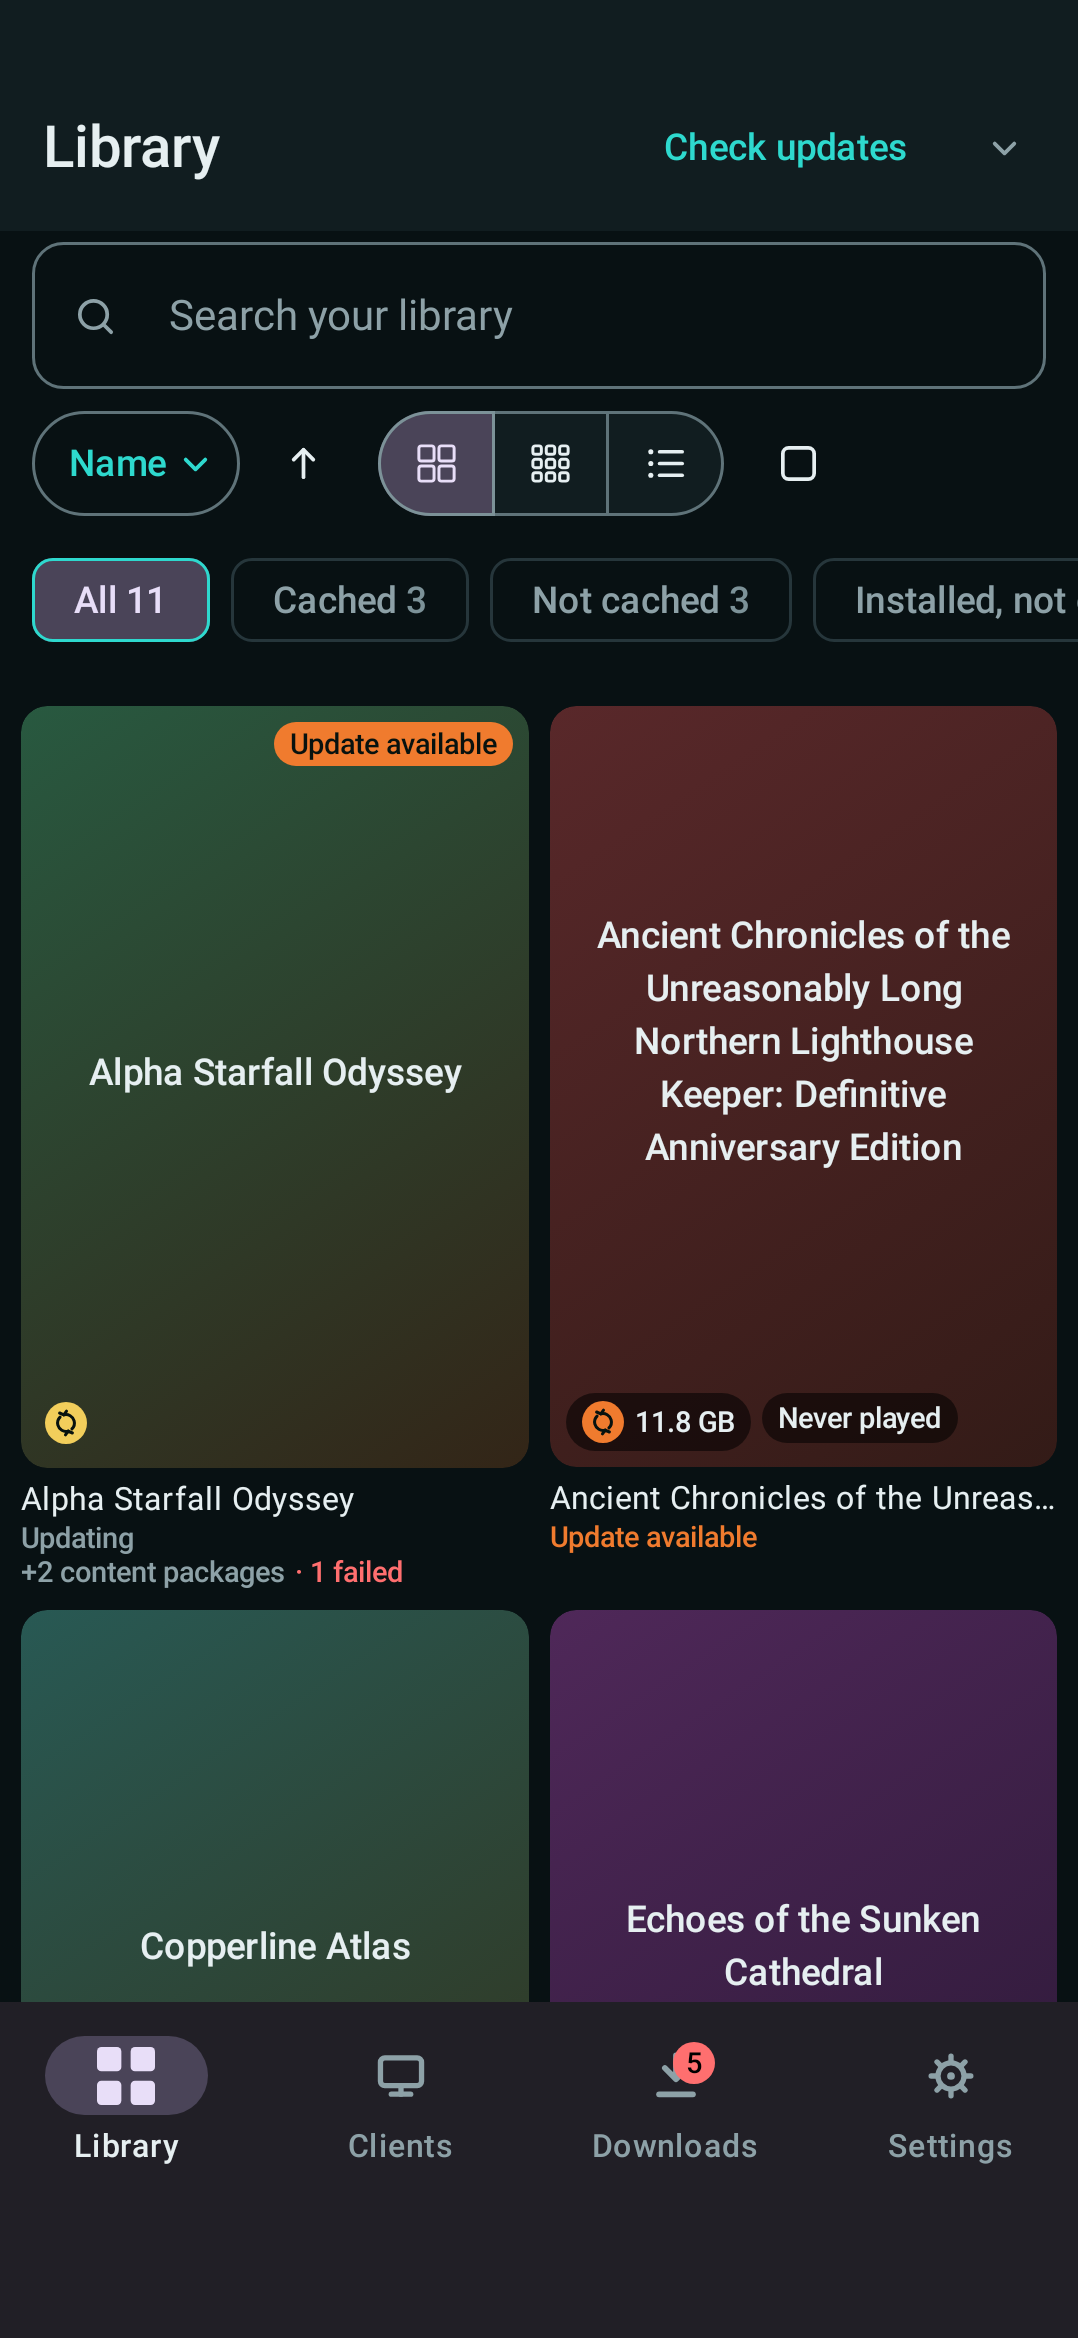 Library
Check updates
Search your library
Name
All 11
Cached 3
Not cached 3
Installed, not
Update available
Alpha Starfall Odyssey
Ancient Chronicles of the
Unreasonably Long
Northern Lighthouse
Keeper: Definitive
Anniversary Edition
11.8 GB
Never played
Alpha Starfall Odyssey
Updating
+2 content packages · 1 failed
Ancient Chronicles of the Unreas...
Update available
Copperline Atlas
Echoes of the Sunken
Cathedral
5
Library
Clients
Downloads
Settings